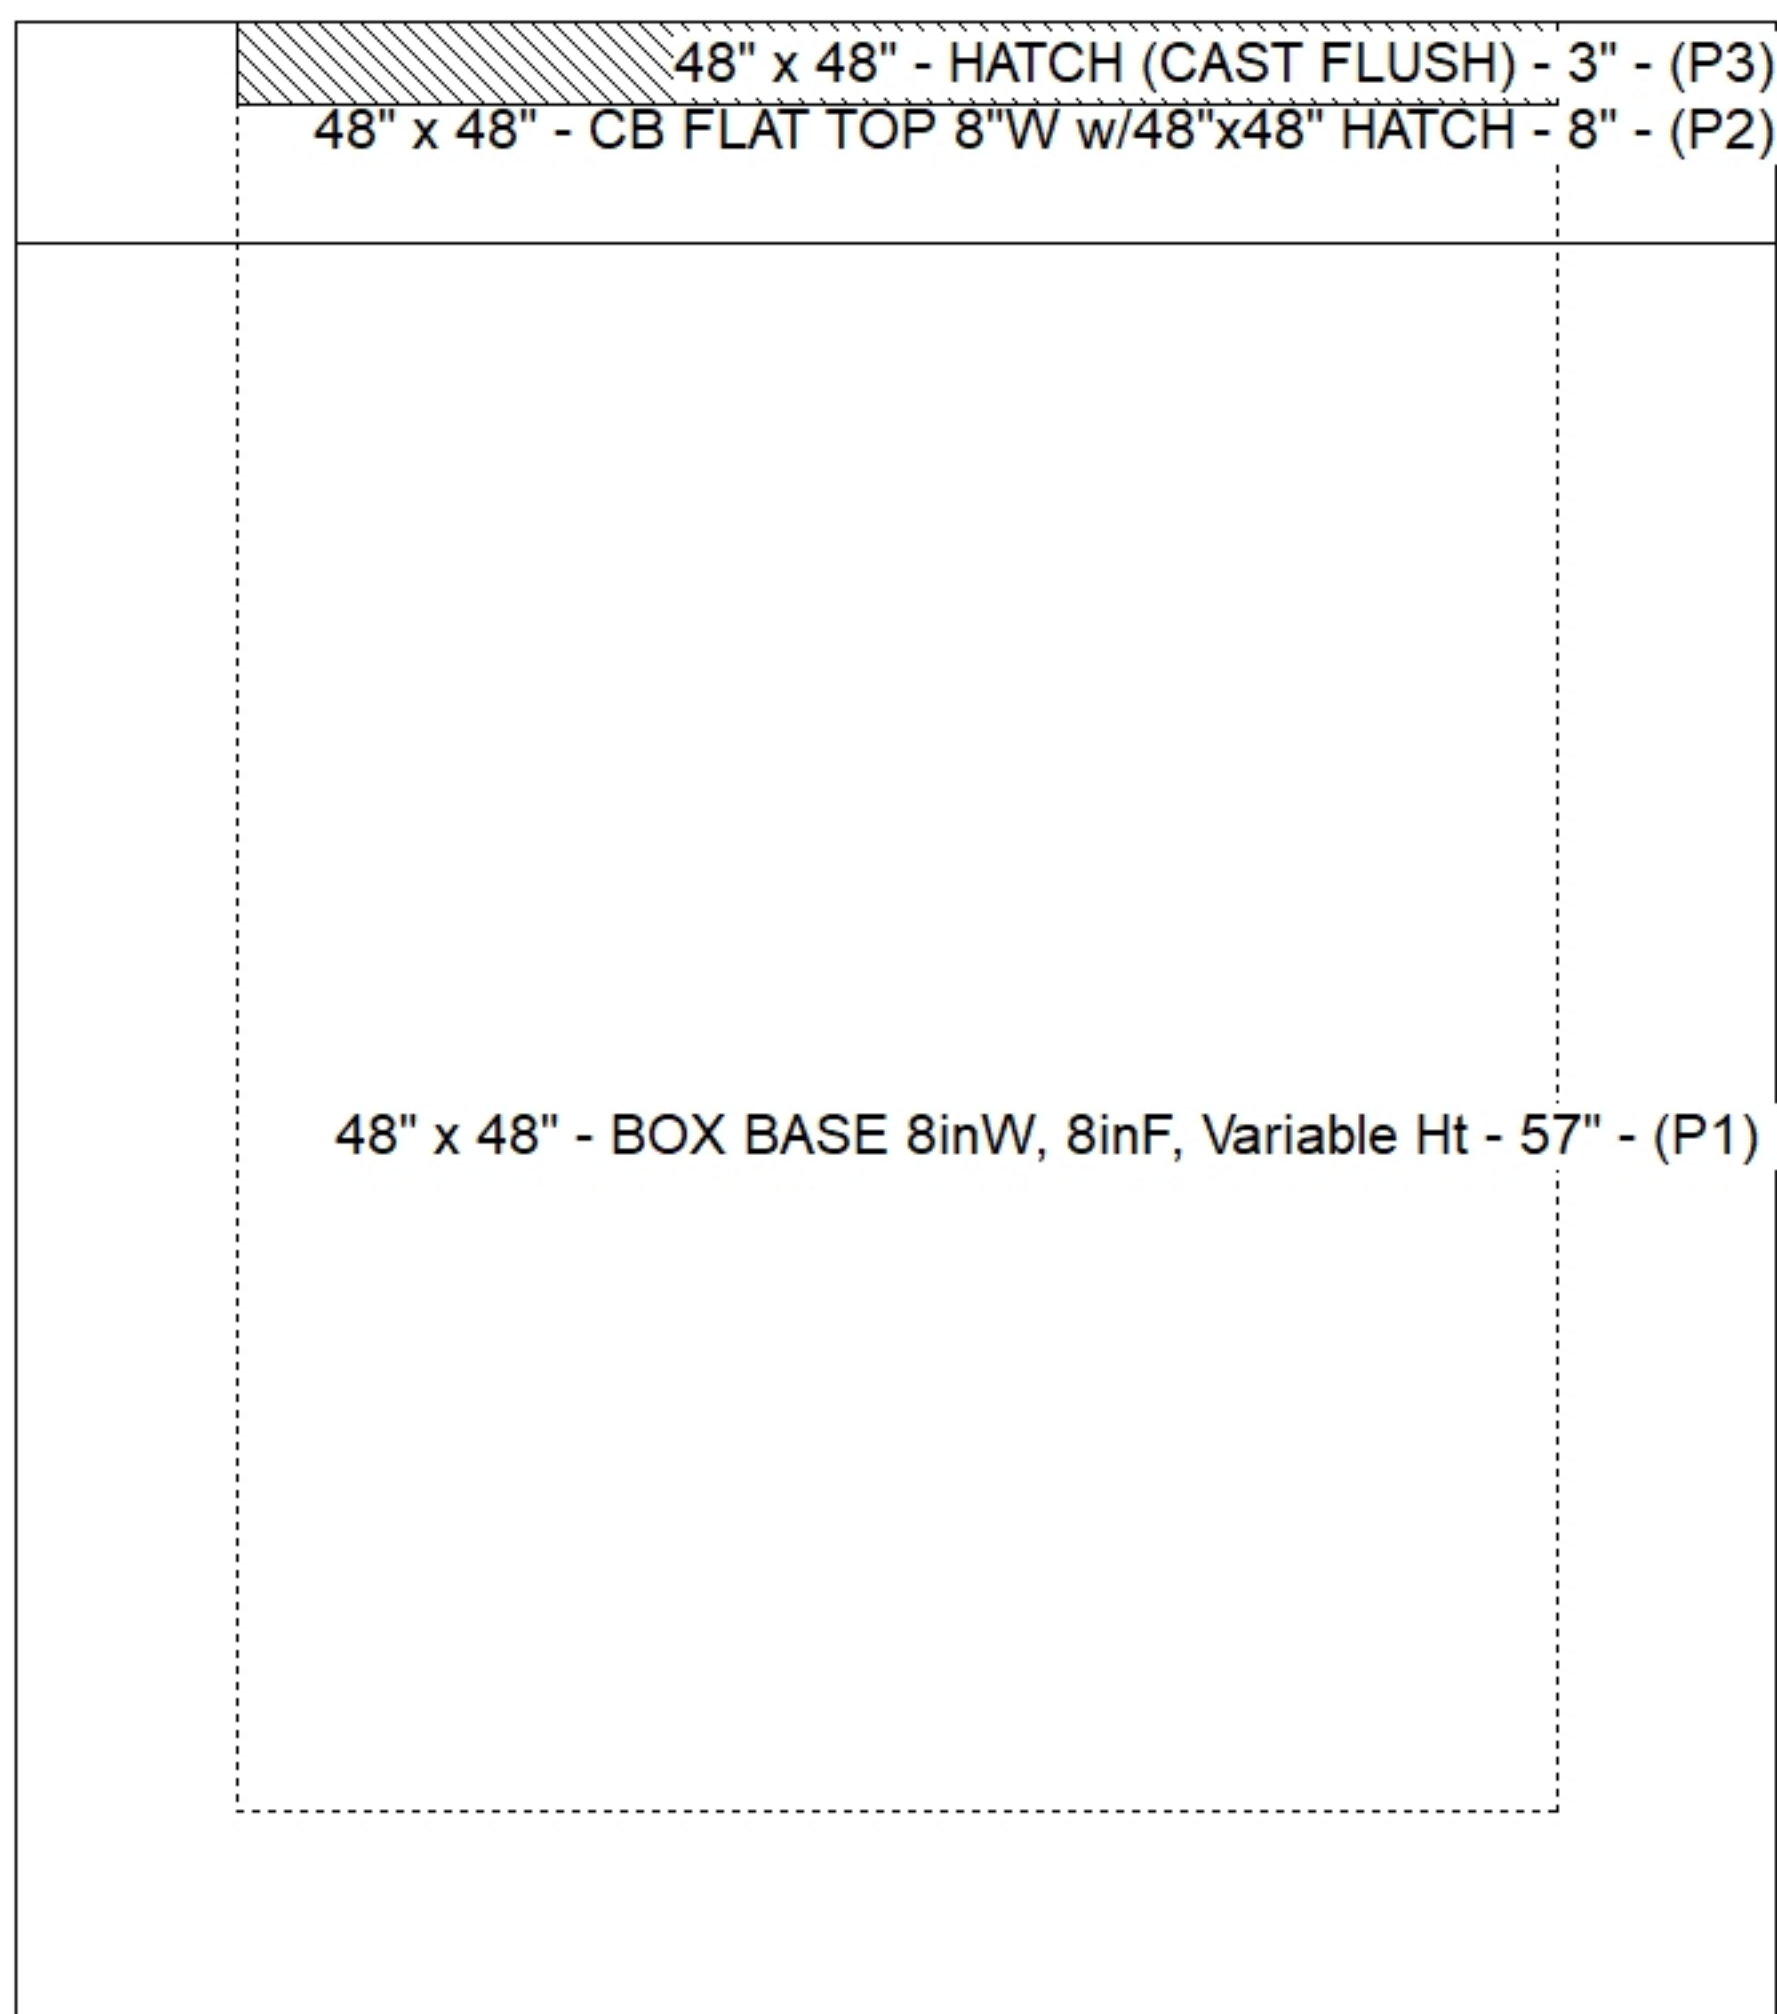 48" x 48" - HATCH (CAST FLUSH) - 3" - (P3)
48" x 48" - CB FLAT TOP 8"W w/48"x48" HATCH - 8" - (P2)
48" x 48" - BOX BASE 8inW, 8inF, Variable Ht - 57" - (P1)